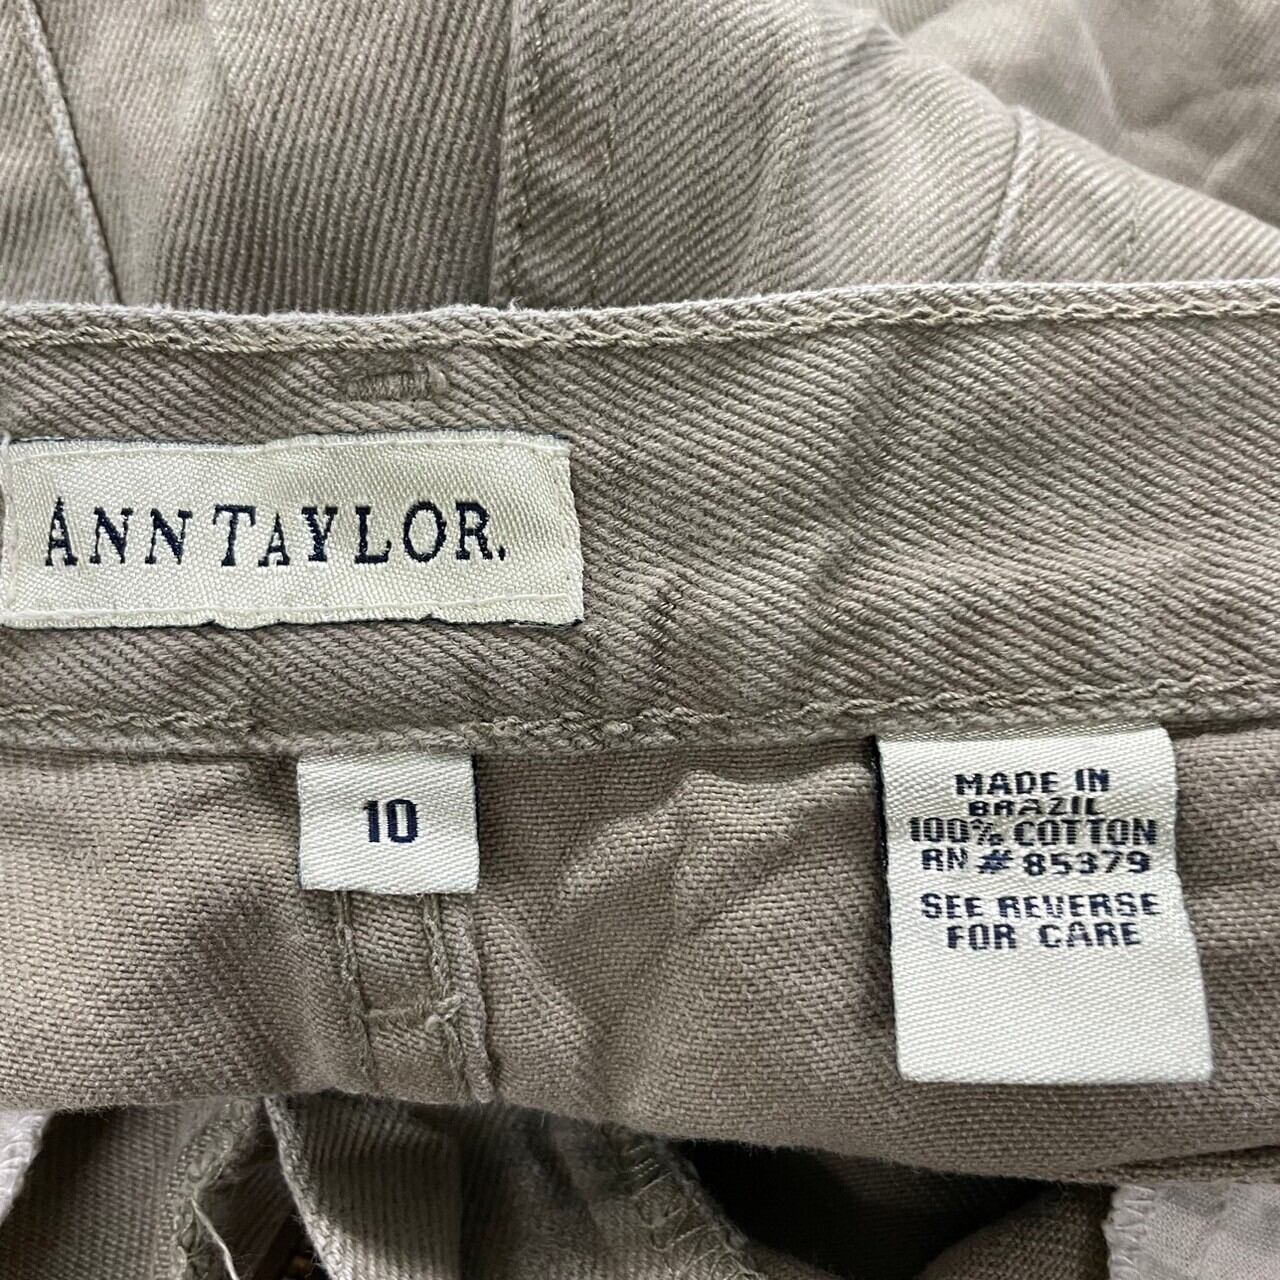 ANN TAYLOR.
10
MADE IN
BRAZIL
100% COTTON
RN # 85379
SEE REVERSE
FOR CARE